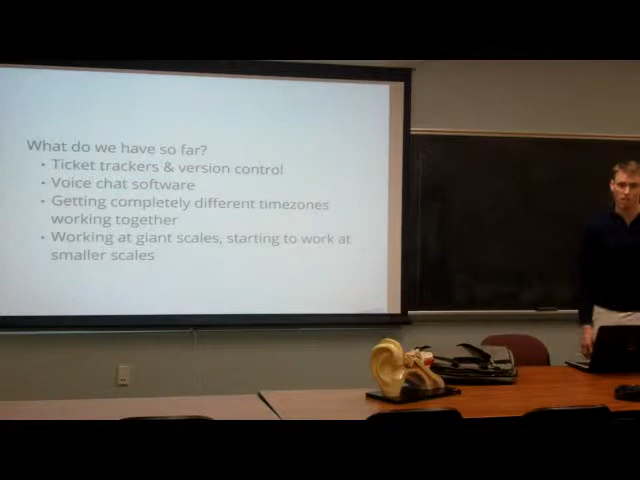 What do we have so far?
• Ticket trackers & version control
• Voice chat software
• Getting completely different timezones
working together
• Working at giant scales, starting to work at
smaller scales